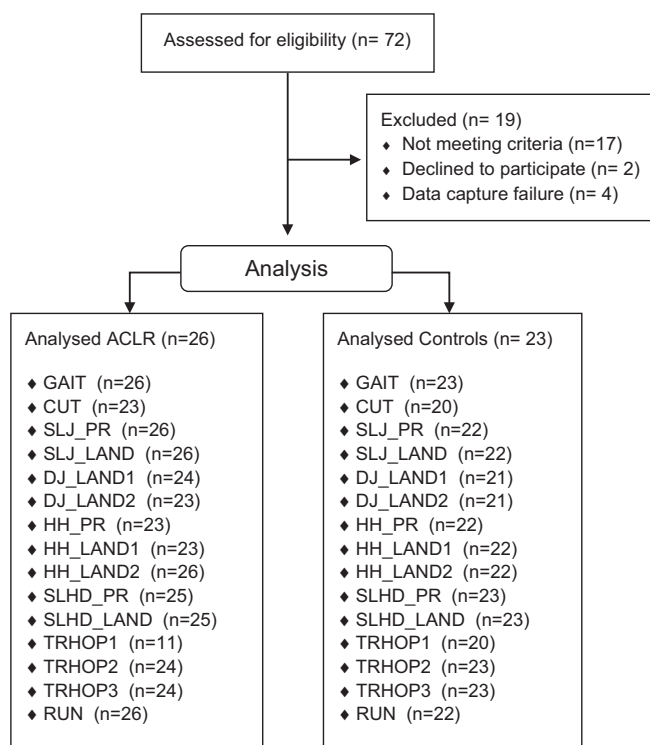 Assessed for eligibility (n= 72)
Excluded (n= 19)
♦ Not meeting criteria (n=17)
♦ Declined to participate (n= 2)
♦ Data capture failure (n= 4)
Analysis
Analysed ACLR (n=26)
♦ GAIT (n=26)
♦ CUT (n=23)
♦ SLJ_PR (n=26)
♦ SLJ_LAND (n=26)
♦ DJ_LAND1 (n=24)
♦ DJ_LAND2 (n=23)
♦ HH_PR (n=23)
♦ HH_LAND1 (n=23)
♦ HH_LAND2 (n=26)
♦ SLHD_PR (n=25)
♦ SLHD_LAND (n=25)
♦ TRHOP1 (n=11)
♦ TRHOP2 (n=24)
♦ TRHOP3 (n=24)
♦ RUN (n=26)
Analysed Controls (n= 23)
♦ GAIT (n=23)
♦ CUT (n=20)
♦ SLJ_PR (n=22)
♦ SLJ_LAND (n=22)
♦ DJ_LAND1 (n=21)
♦ DJ_LAND2 (n=21)
♦ HH_PR (n=22)
♦ HH_LAND1 (n=22)
♦ HH_LAND2 (n=22)
♦ SLHD_PR (n=23)
♦ SLHD_LAND (n=23)
♦ TRHOP1 (n=20)
♦ TRHOP2 (n=23)
♦ TRHOP3 (n=23)
♦ RUN (n=22)